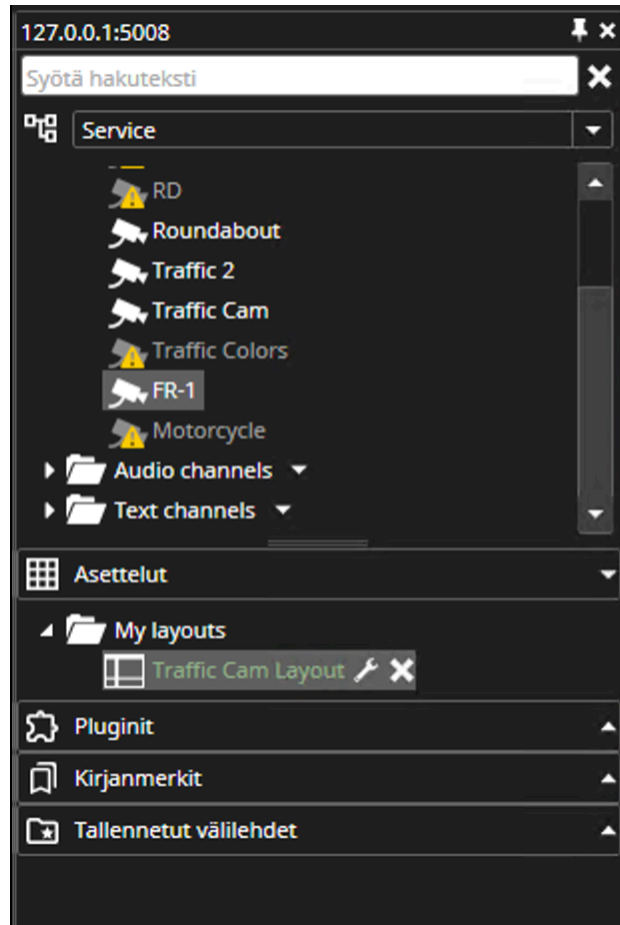 127.0.0.1:5008
Syötä hakuteksti
Service
RD
Roundabout
Traffic 2
Traffic Cam
Traffic Colors
FR-1
Motorcycle
Audio channels
Text channels
Asettelut
My layouts
Traffic Cam Layout
Pluginit
Kirjanmerkit
Tallennetut välilehdet